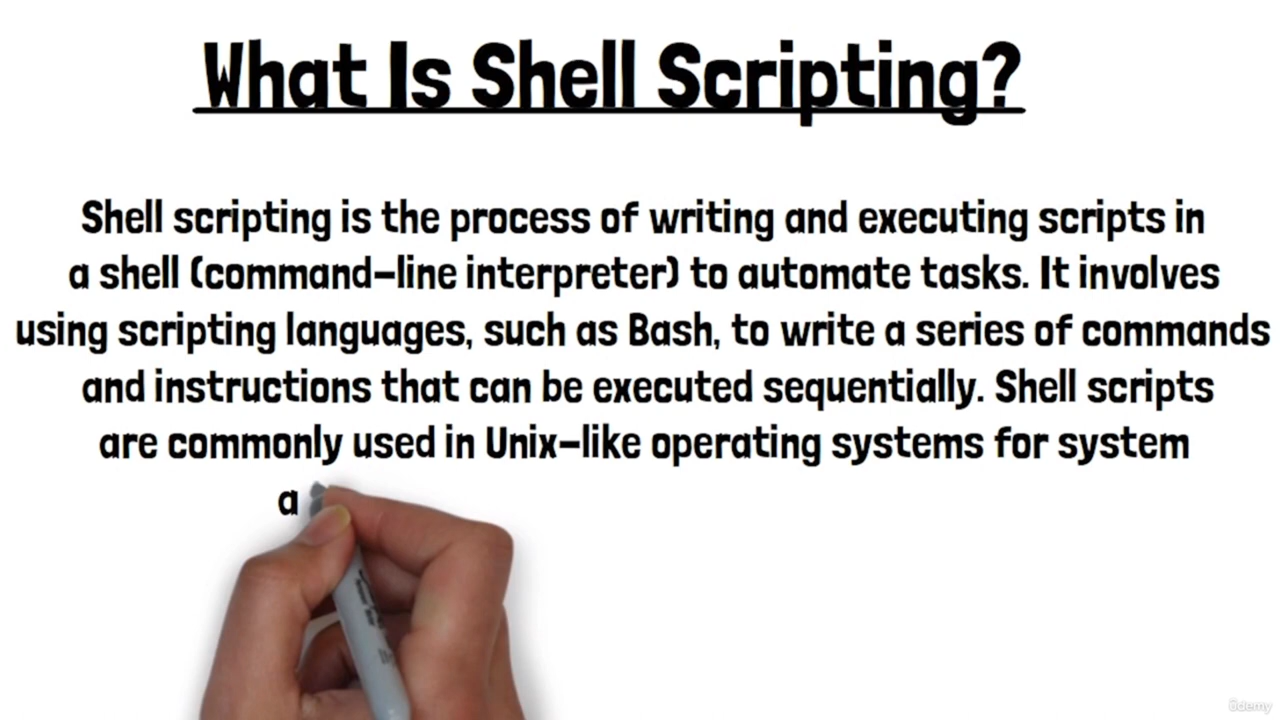 What Is Shell Scripting?
Shell scripting is the process of writing and executing scripts in
a shell (command-line interpreter) to automate tasks. It involves
using scripting languages, such as Bash, to write a series of commands
and instructions that can be executed sequentially. Shell scripts
are commonly used in Unix-like operating systems for system
a
ûdemy